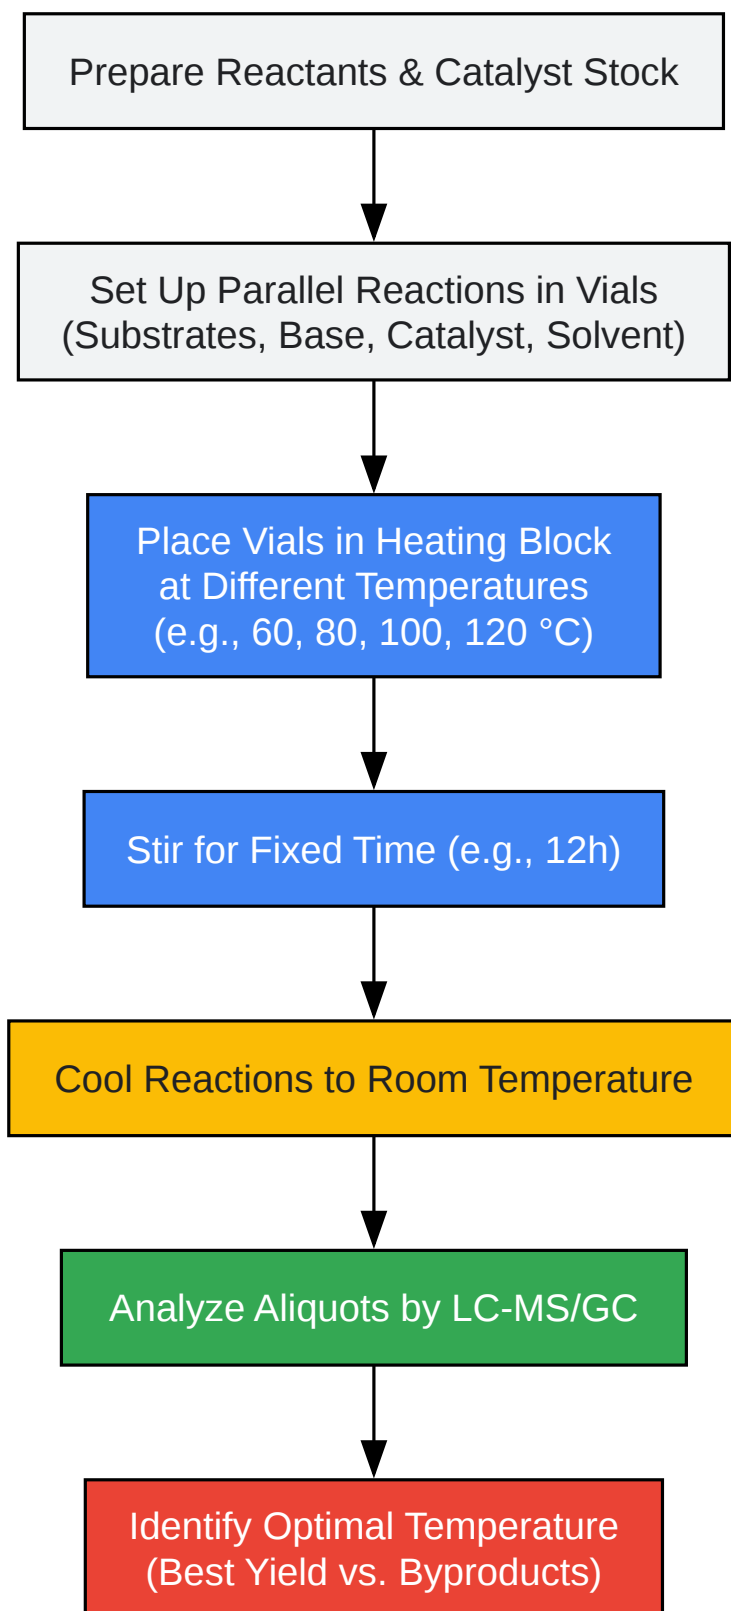 Prepare Reactants & Catalyst Stock
Set Up Parallel Reactions in Vials
(Substrates, Base, Catalyst, Solvent)
Place Vials in Heating Block
at Different Temperatures
(e.g., 60, 80, 100, 120 °C)
Stir for Fixed Time (e.g., 12h)
Cool Reactions to Room Temperature
Analyze Aliquots by LC-MS/GC
Identify Optimal Temperature
(Best Yield vs. Byproducts)